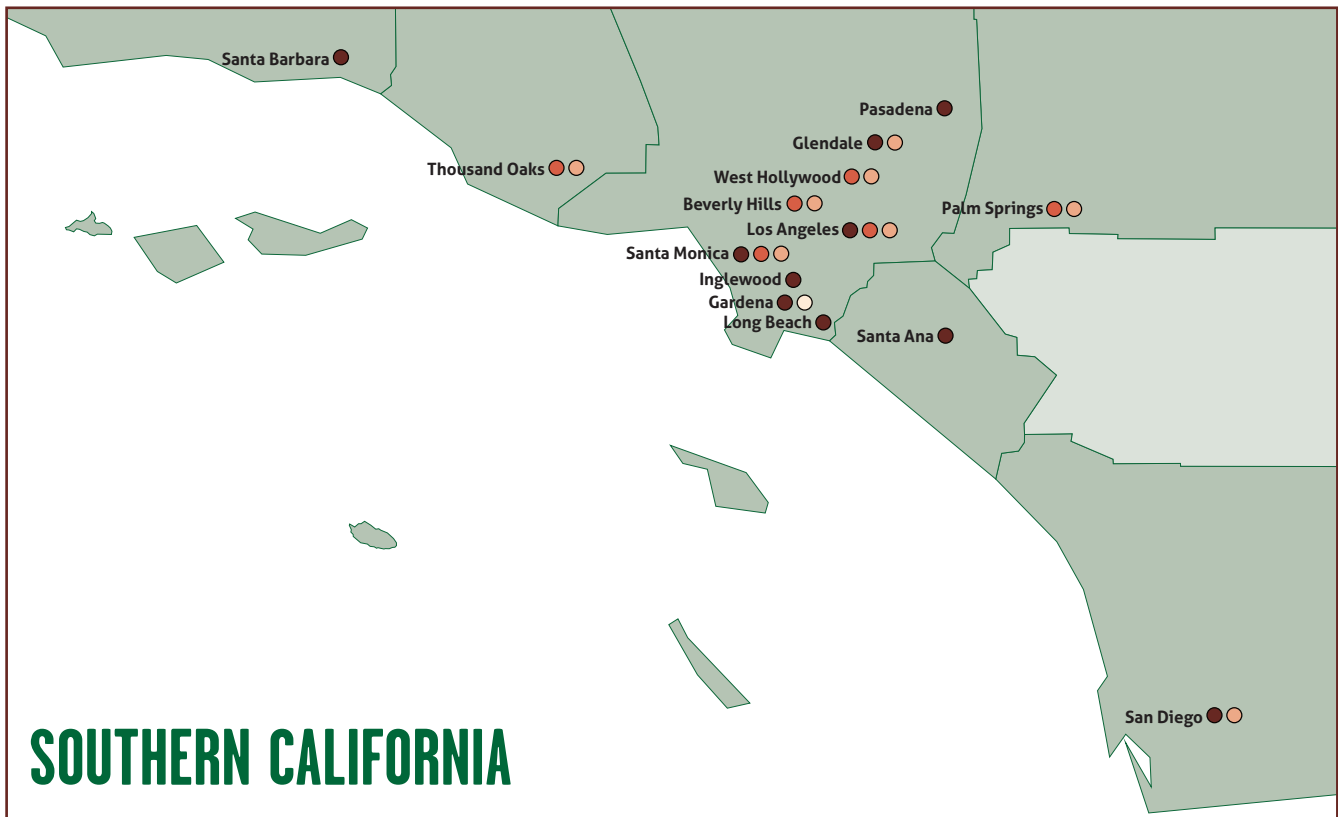 Santa Barbara
Pasadena
Glendale
Thousand Oaks
West Hollywood
Beverly Hills
Palm Springs
Los Angeles
Santa Monica
Inglewood
Gardena
Long Beach
Santa Ana
San Diego
SOUTHERN CALIFORNIA